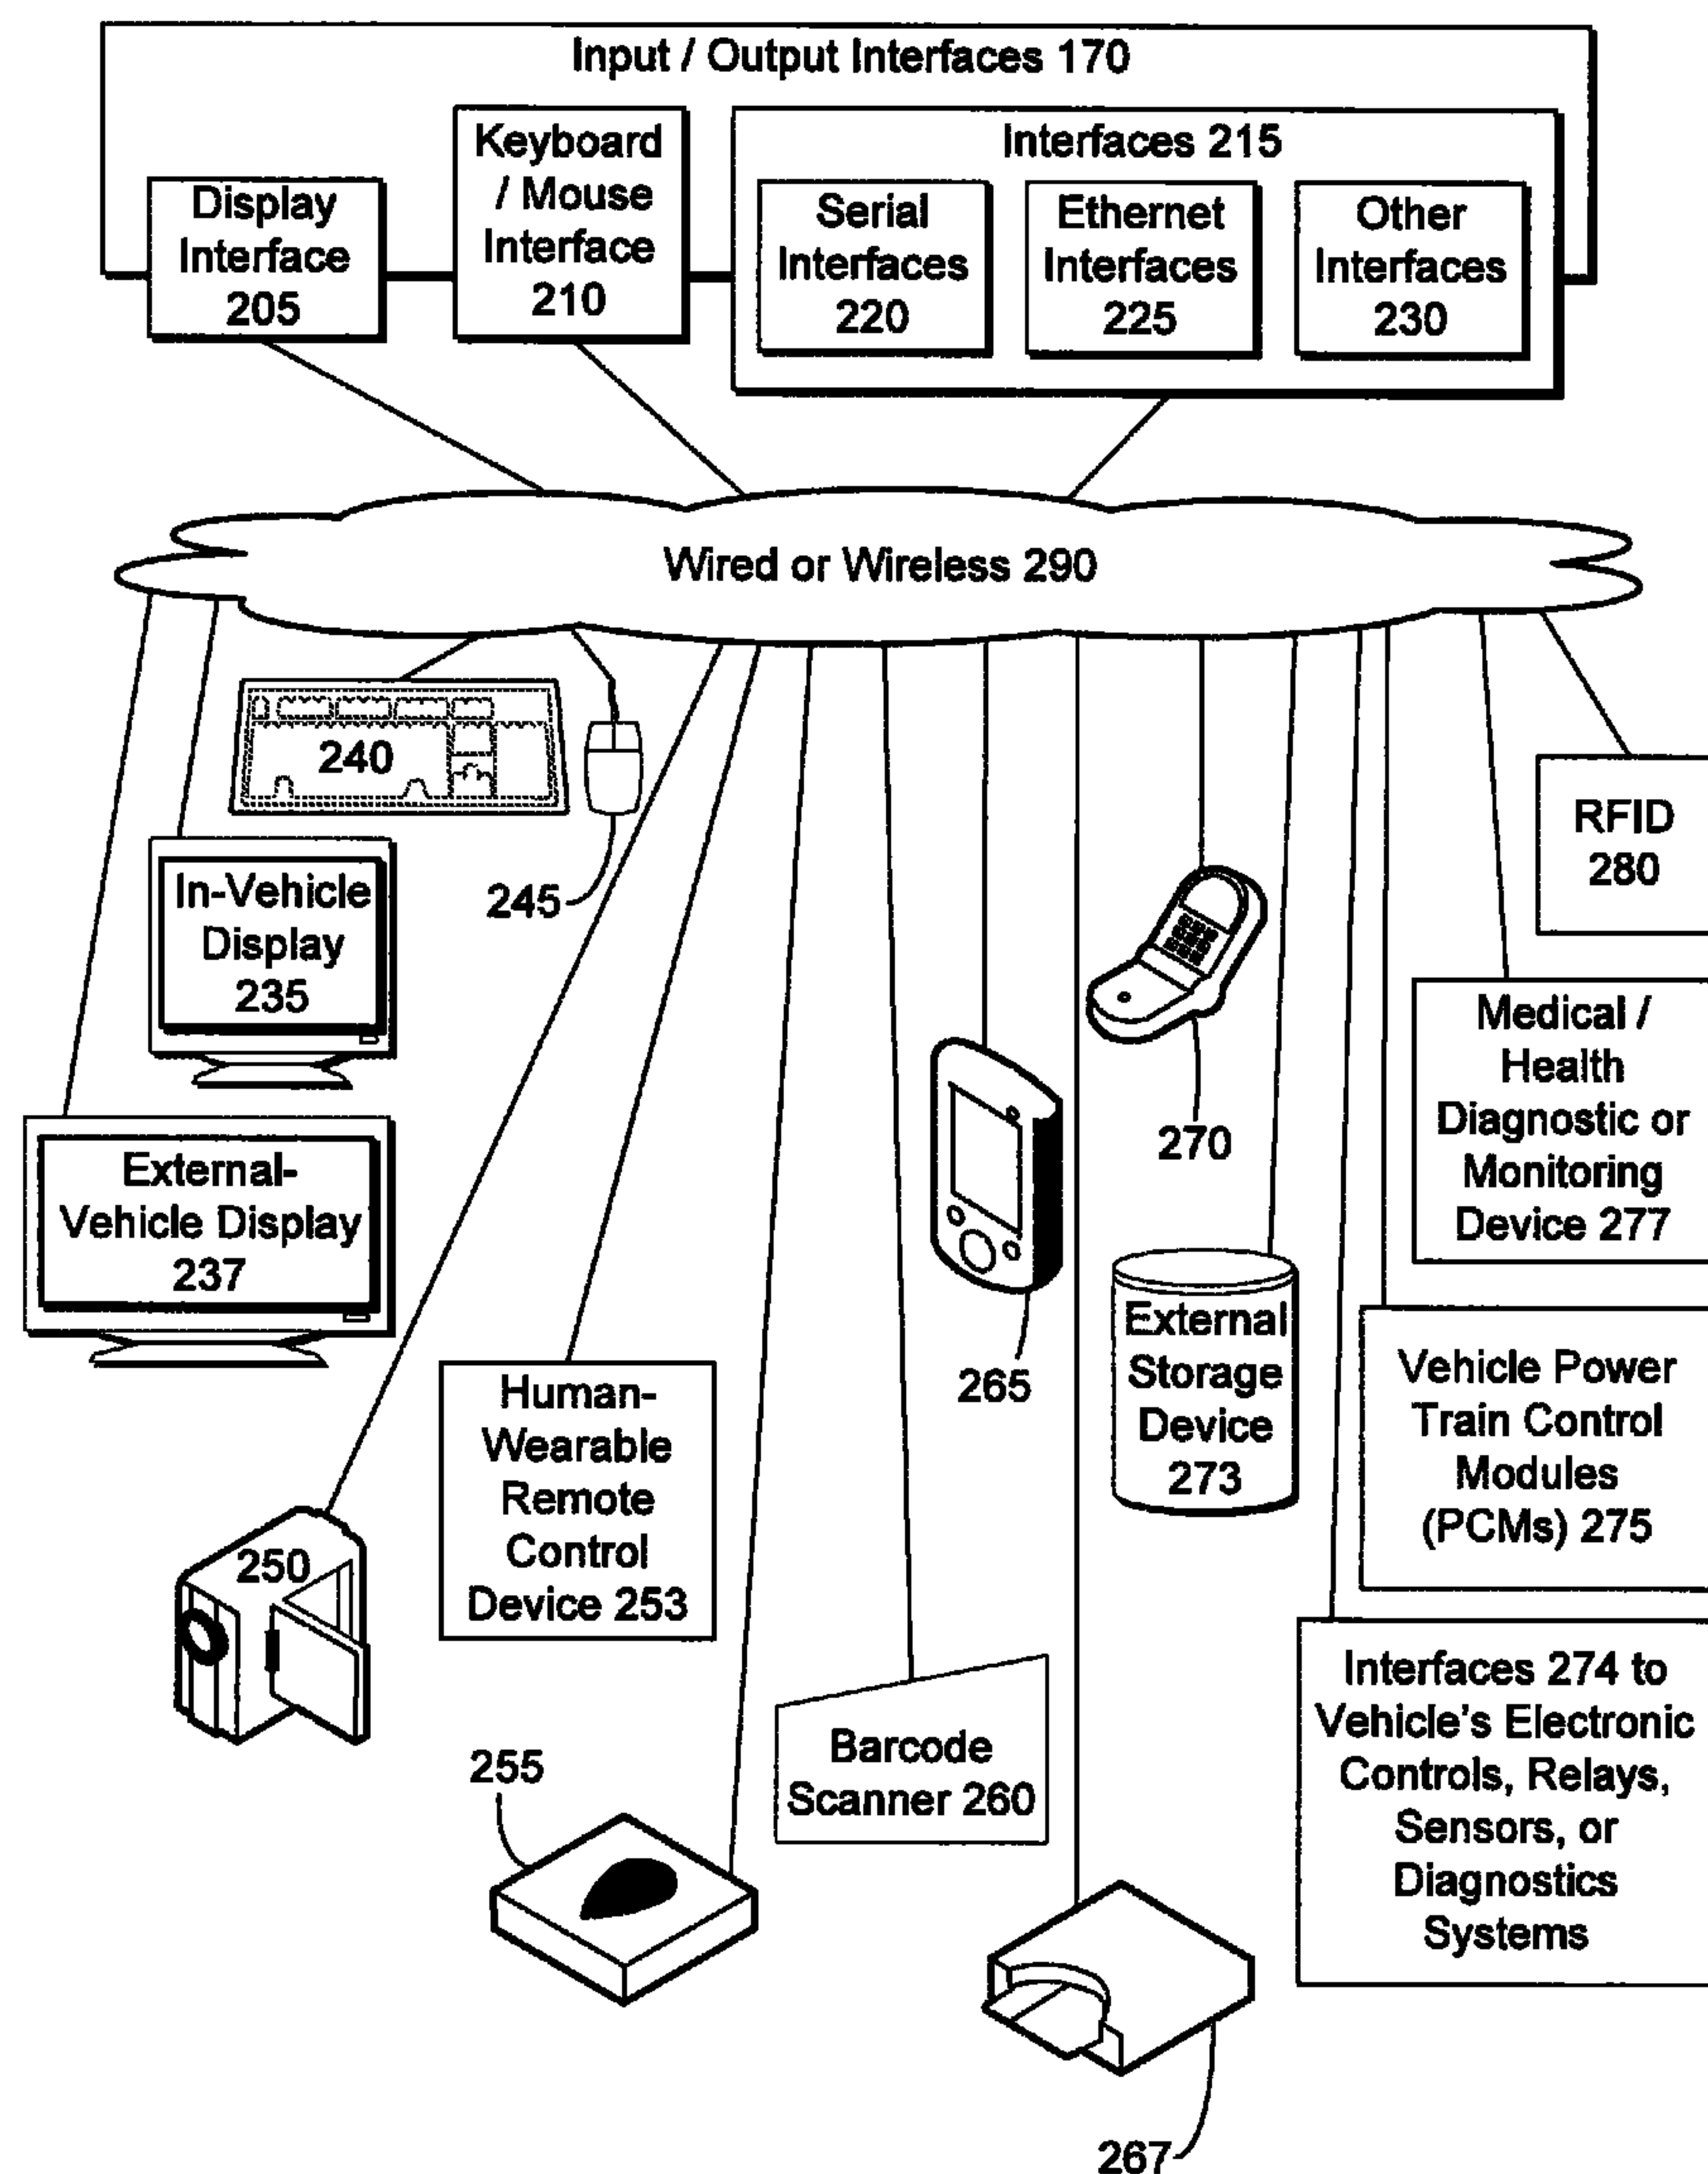 Input / Output Interfaces 170
Display
Interface
205
Keyboard
/ Mouse
Interface
210
Interfaces 215
Serial
Interfaces
220
Ethernet
Interfaces
225
Other
Interfaces
230
Wired or Wireless 290
240
245
In-Vehicle
Display
235
External-
Vehicle Display
237
250
Human-
Wearable
Remote
Control
Device 253
255
Barcode
Scanner 260
265
267
270
External
Storage
Device
273
RFID
280
Medical /
Health
Diagnostic or
Monitoring
Device 277
Vehicle Power
Train Control
Modules
(PCMs) 275
Interfaces 274 to
Vehicle's Electronic
Controls, Relays,
Sensors, or
Diagnostics
Systems